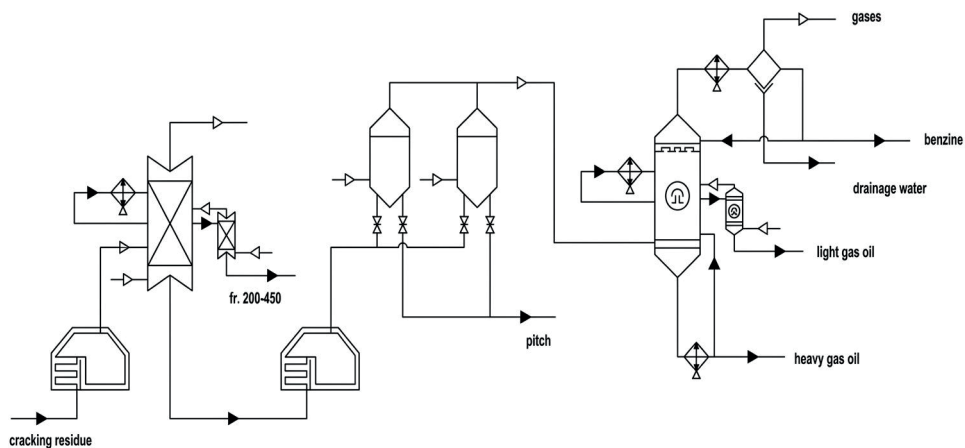 gases
benzine
drainage water
light gas oil
fr. 200-450
pitch
heavy gas oil
cracking residue